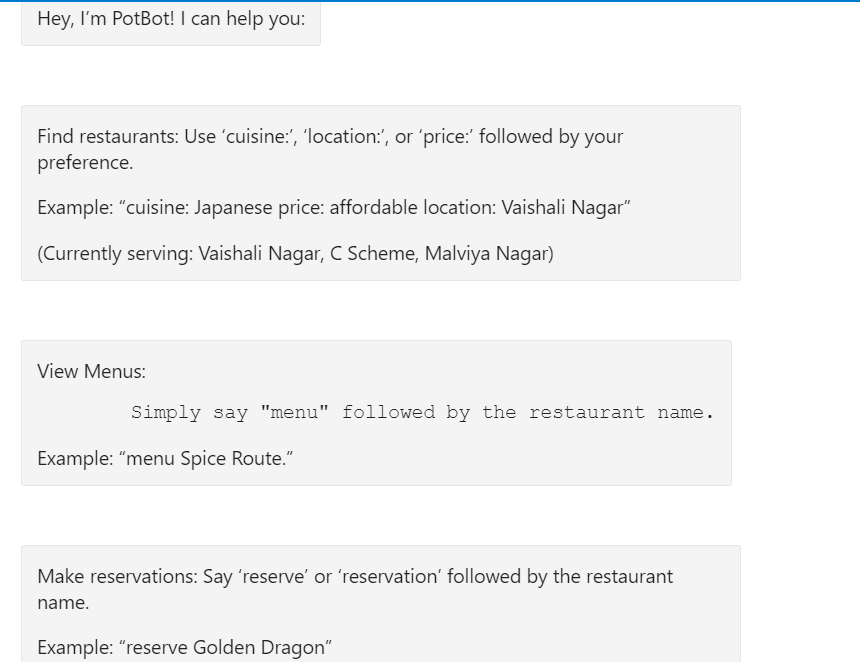 Hey, I’m PotBot! I can help you:
Find restaurants: Use ‘cuisine:’, ‘location:’, or ‘price:’ followed by your
preference.
Example: “cuisine: Japanese price: affordable location: Vaishali Nagar”
(Currently serving: Vaishali Nagar, C Scheme, Malviya Nagar)
View Menus:
Simply say "menu" followed by the restaurant name.
Example: “menu Spice Route.”
Make reservations: Say ‘reserve’ or ‘reservation’ followed by the restaurant
name.
Example: “reserve Golden Dragon”